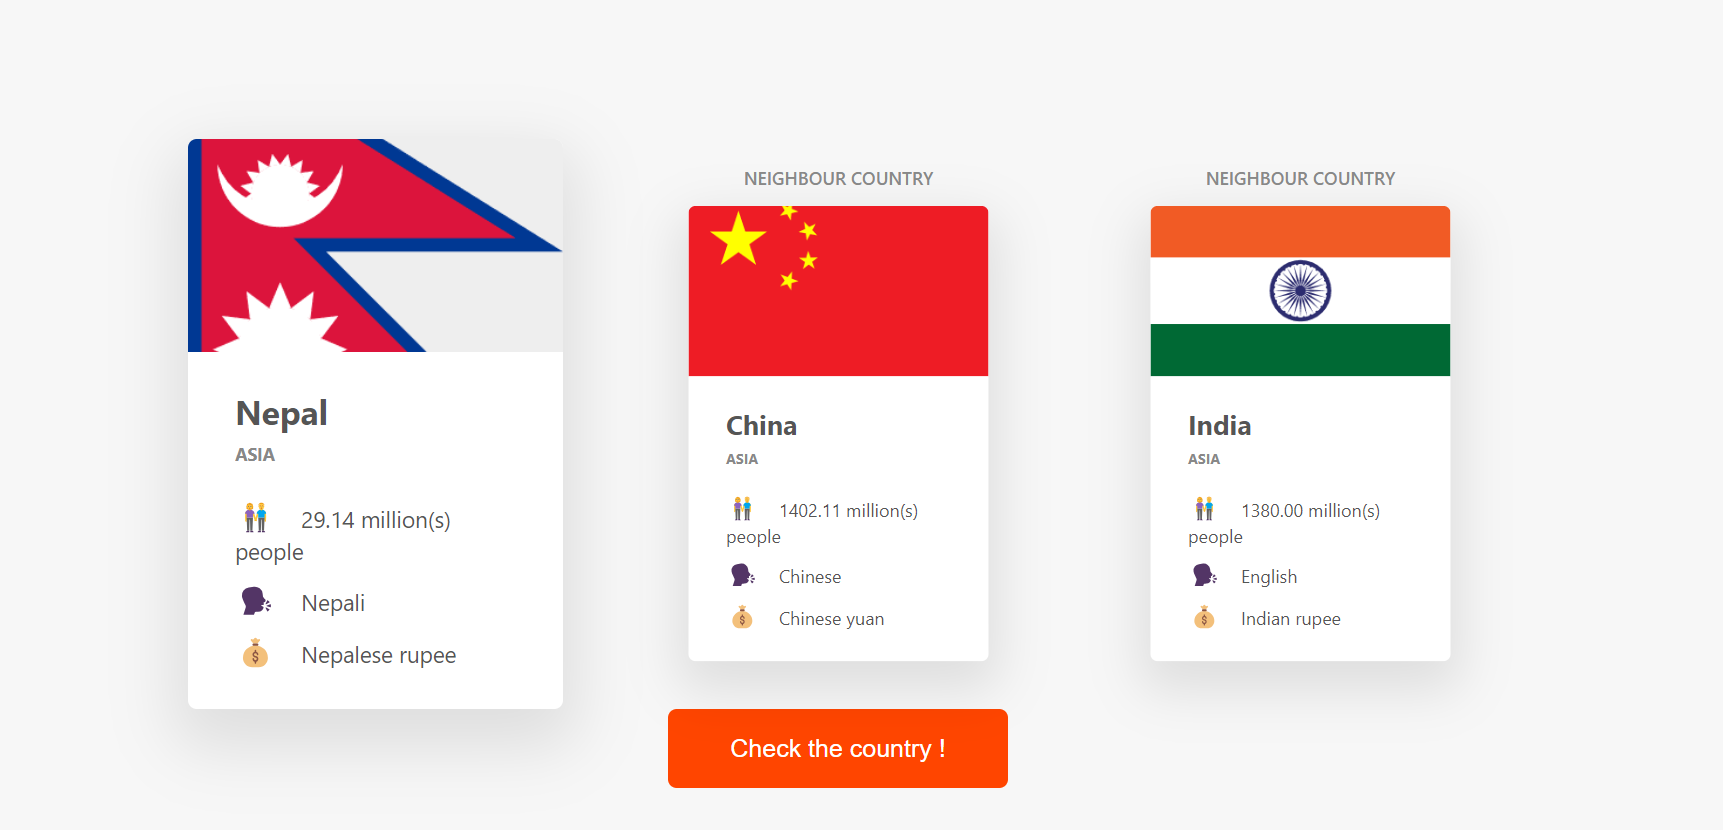 Nepal
ASIA
29.14 million(s)
people
Nepali
Nepalese rupee
NEIGHBOUR COUNTRY
China
ASIA
1402.11 million(s)
people
Chinese
Chinese yuan
NEIGHBOUR COUNTRY
India
ASIA
1380.00 million(s)
people
English
Indian rupee
Check the country !